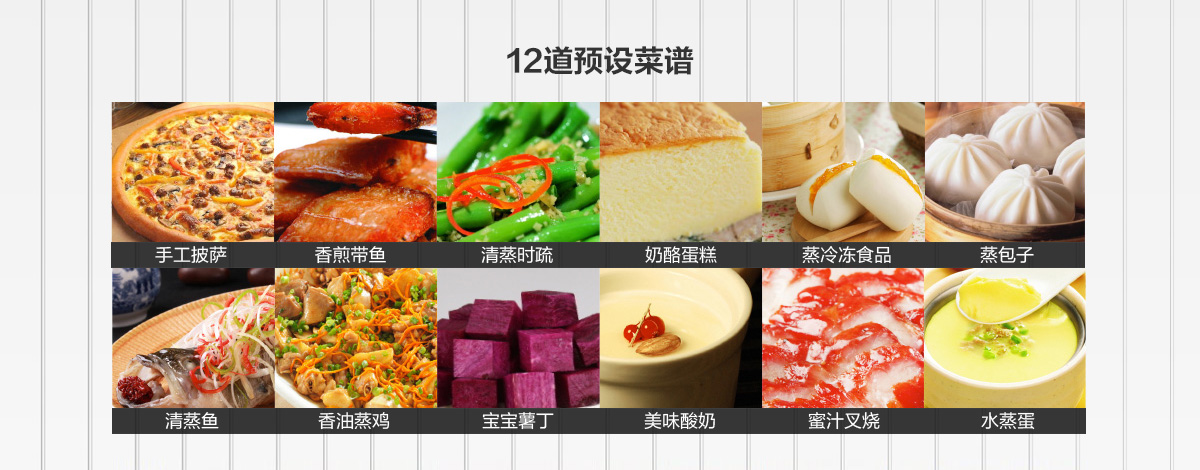 12道预设菜谱
手工披萨
香煎带鱼
清蒸时疏
奶酪蛋糕
蒸冷冻食品
蒸包子
清蒸鱼
香油蒸鸡
宝宝薯丁
美味酸奶
蜜汁叉烧
水蒸蛋